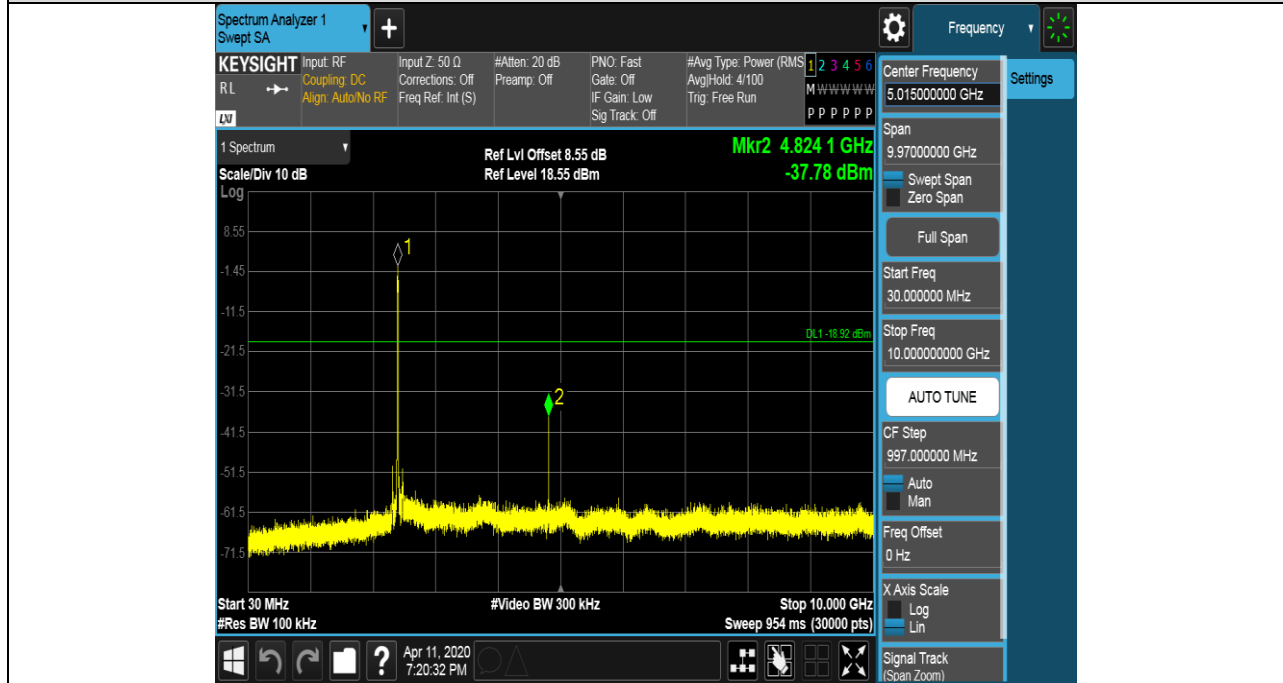 Spectrum Analyzer 1
Swept SA
+
Frequency
KEYSIGHT
RL
LXI
Input: RF
Coupling: DC
Align: Auto/No RF
Input Z: 50 Ω
Corrections: Off
Freq Ref: Int (S)
#Atten: 20 dB
Preamp: Off
PNO: Fast
Gate: Off
IF Gain: Low
Sig Track: Off
#Avg Type: Power (RMS
Avg|Hold: 4/100
Trig: Free Run
1 2 3 4 5 6
M W W W W W
P P P P P P
Center Frequency
5.015000000 GHz
Settings
1 Spectrum
Scale/Div 10 dB
Log
Ref Lvl Offset 8.55 dB
Ref Level 18.55 dBm
Mkr2 4.824 1 GHz
-37.78 dBm
8.55
-1.45
-11.5
-21.5
-31.5
-41.5
-51.5
-61.5
-71.5
1
DL1 -18.92 dBm
2
Start 30 MHz
#Res BW 100 kHz
#Video BW 300 kHz
Stop 10.000 GHz
Sweep 954 ms (30000 pts)
Span
9.97000000 GHz
Swept Span
Zero Span
Full Span
Start Freq
30.000000 MHz
Stop Freq
10.000000000 GHz
AUTO TUNE
CF Step
997.000000 MHz
Auto
Man
Freq Offset
0 Hz
X Axis Scale
Log
Lin
Signal Track
(Span Zoom)
?
Apr 11, 2020
7:20:32 PM